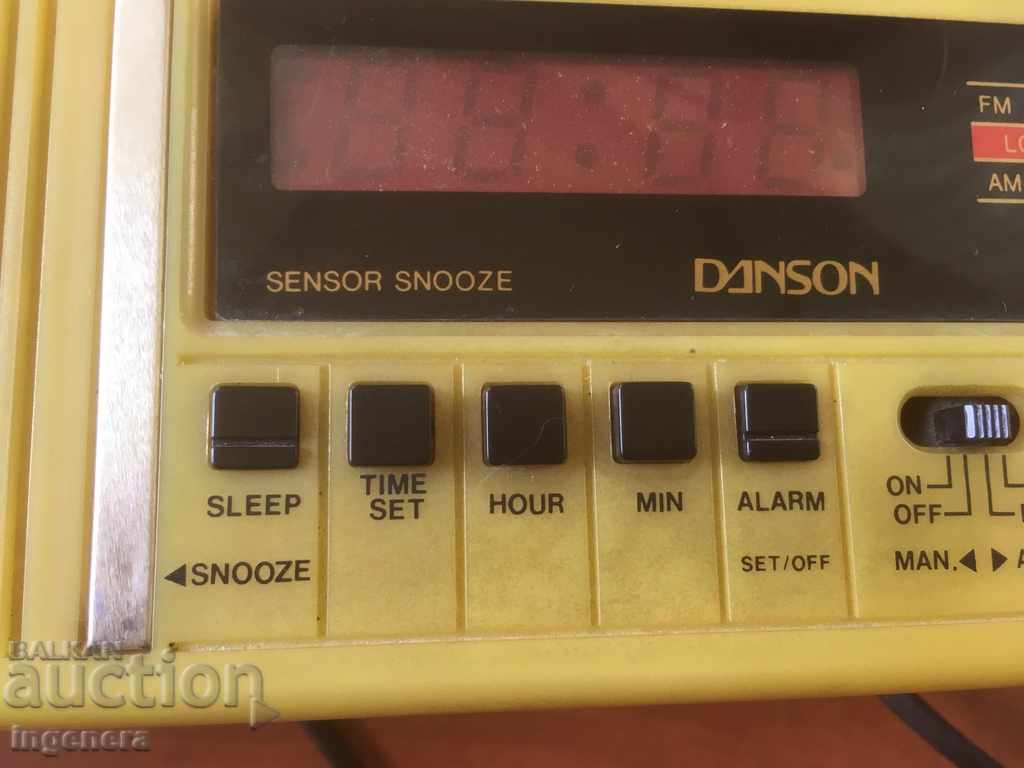 FM
LO
AM
SENSOR SNOOZE
DANSON
SLEEP
TIME SET
HOUR
MIN
ALARM
ON
OFF
◀SNOOZE
SET/OFF
MAN.◀ ▶ A
BALKAN
auction
ingenera